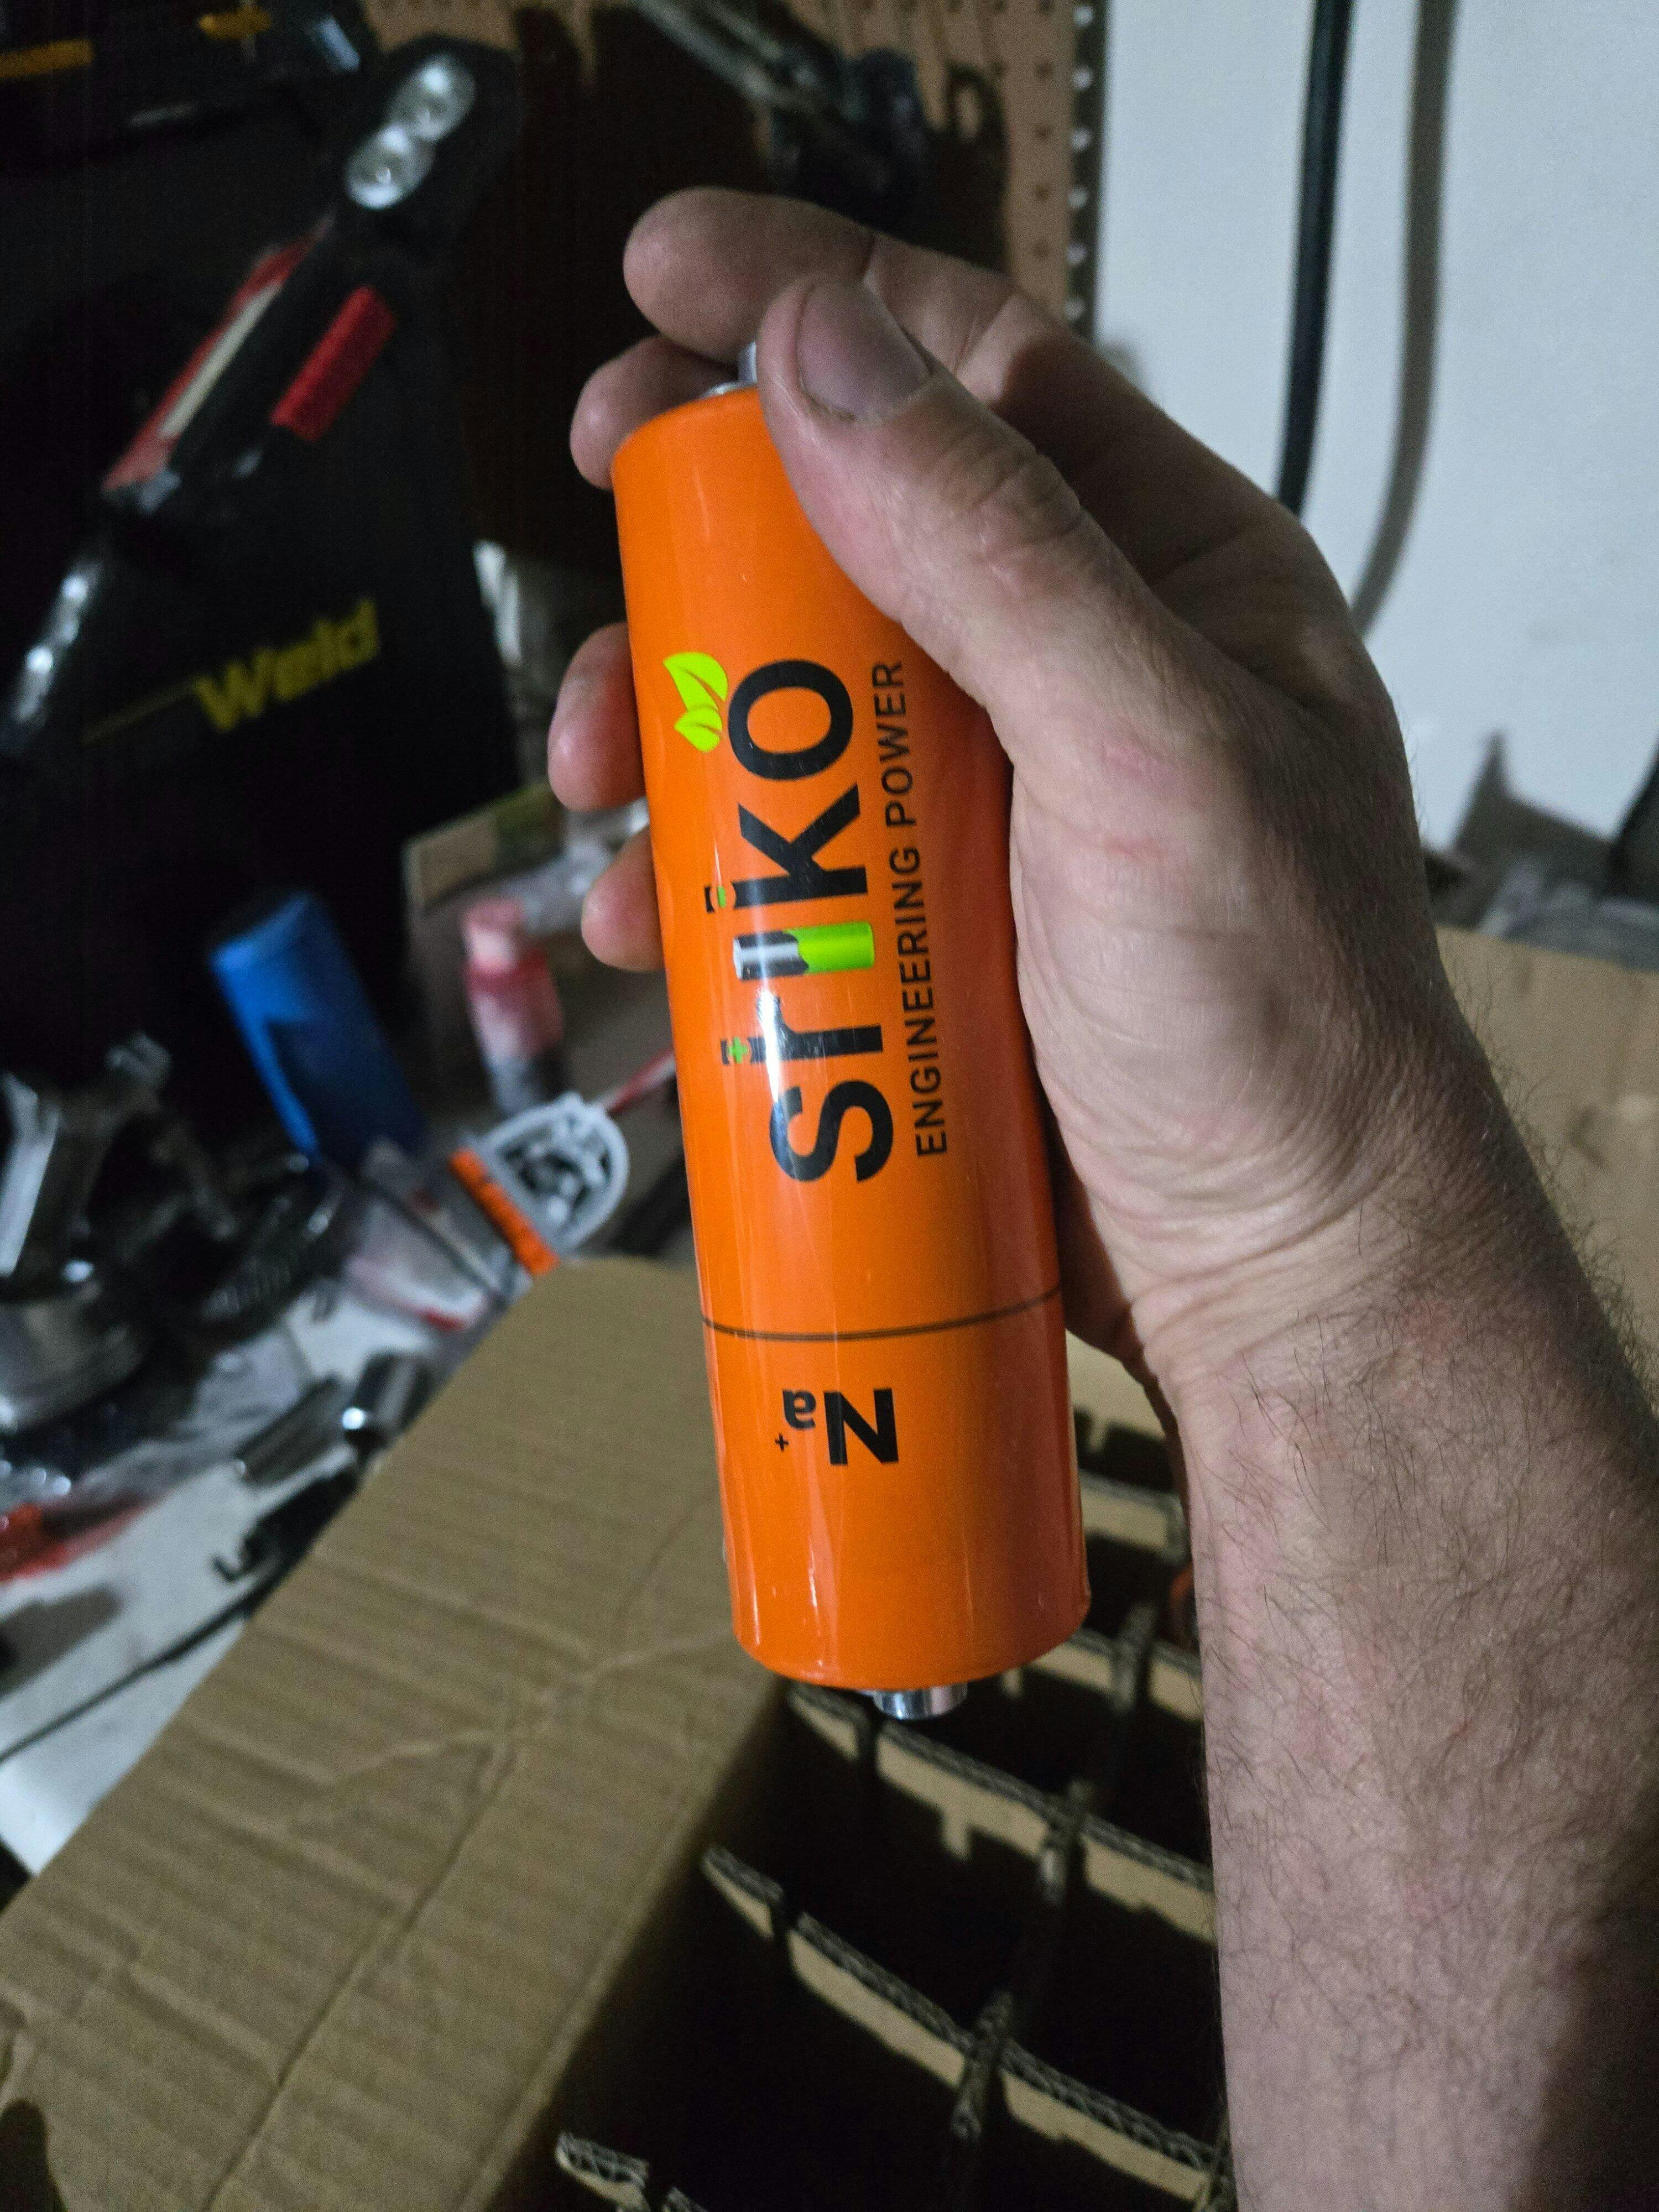 sriko
ENGINEERING POWER
Na+
Weld